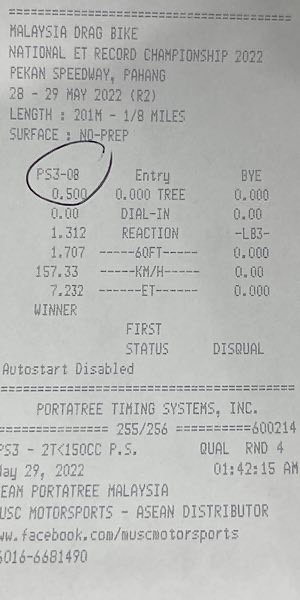 ==================================
MALAYSIA DRAG BIKE
NATIONAL ET RECORD CHAMPIONSHIP 2022
PEKAN SPEEDWAY, PAHANG
28 - 29 MAY 2022 (R2)
LENGTH : 201M - 1/8 MILES
SURFACE : NO-PREP
PS3-08 Entry BYE
0.500 0.000 TREE 0.000
0.00 DIAL-IN 0.00
1.312 REACTION -LB3-
1.707 -----60FT----- 0.000
157.33 -----KM/H----- 0.00
7.232 ------ET------ 0.000
WINNER
FIRST
STATUS DISQUAL
Autostart Disabled
==================================
PORTATREE TIMING SYSTEMS, INC.
============== 255/256 ==========600214
PS3 - 2T<150CC P.S. QUAL RND 4
May 29, 2022 01:42:15 AM
TEAM PORTATREE MALAYSIA
MUSC MOTORSPORTS - ASEAN DISTRIBUTOR
ww.facebook.com/muscmotorsports
6016-6681490